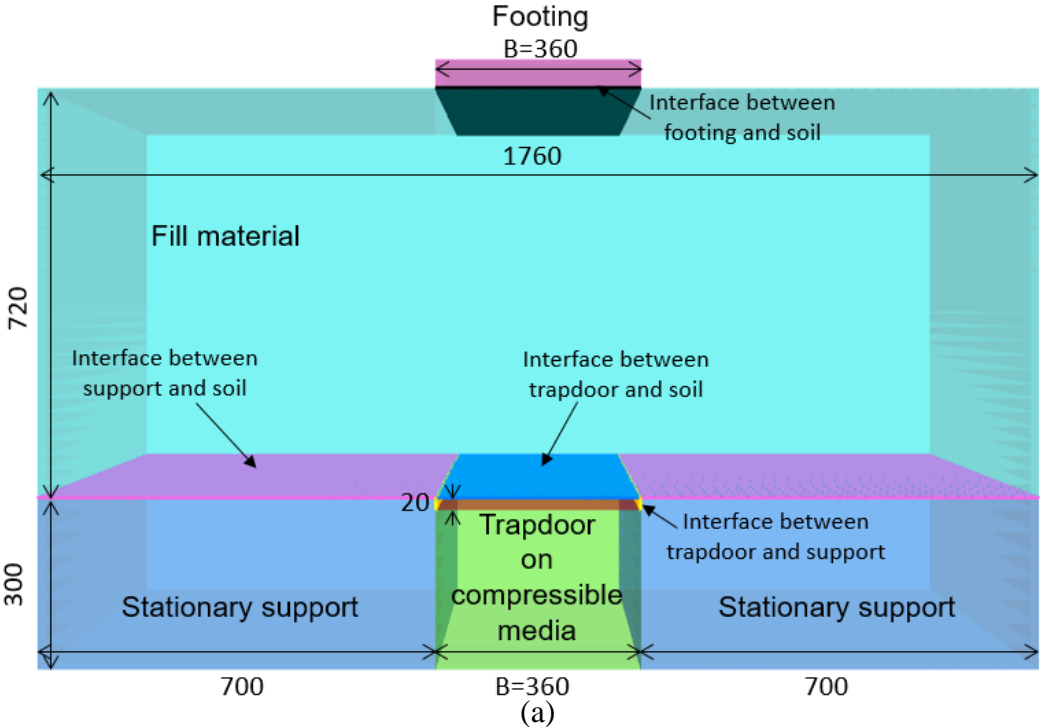 Footing
B=360
Interface between
footing and soil
1760
Fill material
720
Interface between
support and soil
Interface between
trapdoor and soil
20
Trapdoor
on
compressible
media
Interface between
trapdoor and support
300
Stationary support
Stationary support
700
B=360
700
(a)